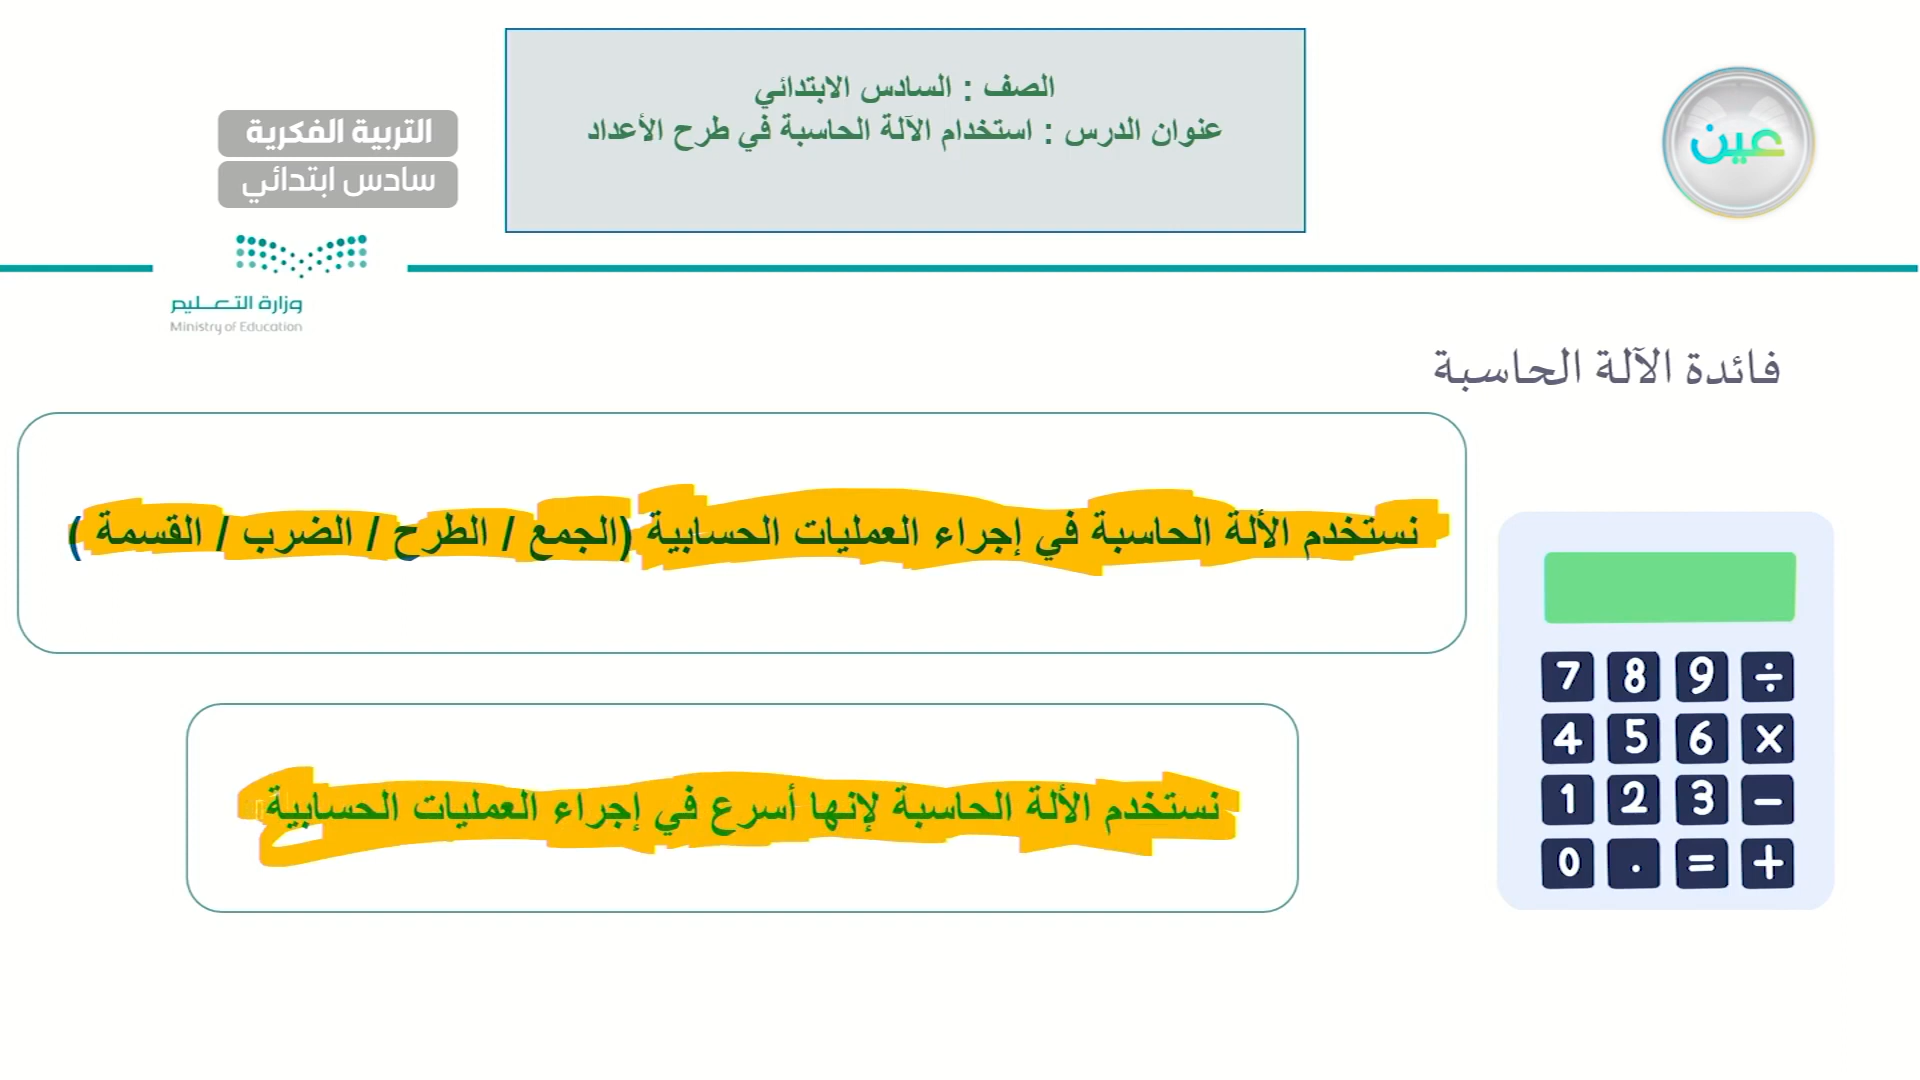 الصف : السادس الابتدائي
عنوان الدرس : استخدام الآلة الحاسبة في طرح الأعداد
عين
التربية الفكرية
سادس ابتدائي
وزارة التعليم
Ministry of Education
فائدة الآلة الحاسبة
نستخدم الألة الحاسبة في إجراء العمليات الحسابية (الجمع / الطرح / الضرب / القسمة )
نستخدم الألة الحاسبة لإنها أسرع في إجراء العمليات الحسابية
7 8 9 ÷
4 5 6 ×
1 2 3 −
0 . = +